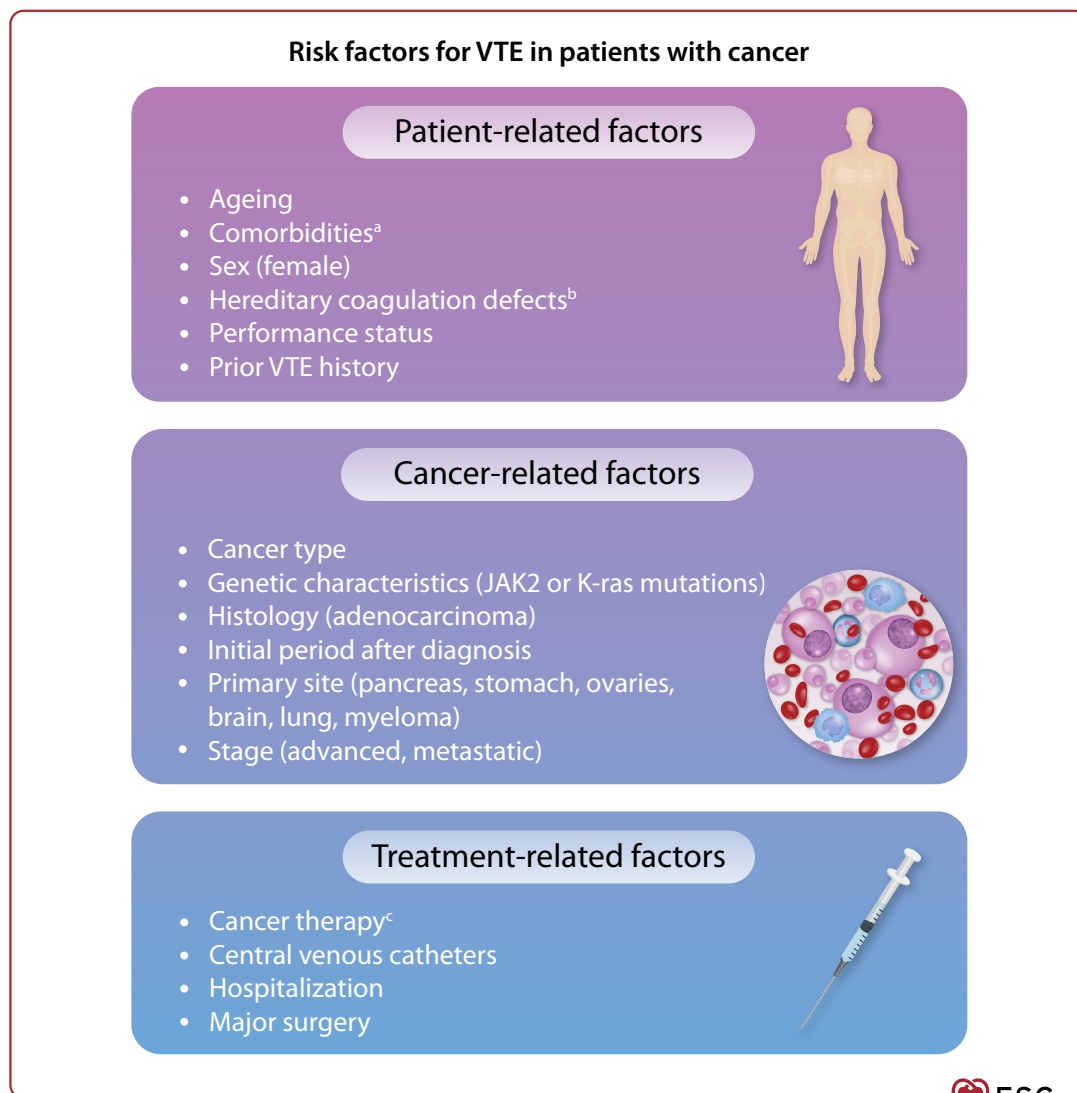 Risk factors for VTE in patients with cancer
Patient-related factors
• Ageing
• Comorbiditiesᵃ
• Sex (female)
• Hereditary coagulation defectsᵇ
• Performance status
• Prior VTE history
Cancer-related factors
• Cancer type
• Genetic characteristics (JAK2 or K-ras mutations)
• Histology (adenocarcinoma)
• Initial period after diagnosis
• Primary site (pancreas, stomach, ovaries,
brain, lung, myeloma)
• Stage (advanced, metastatic)
Treatment-related factors
• Cancer therapyᶜ
• Central venous catheters
• Hospitalization
• Major surgery
ESC